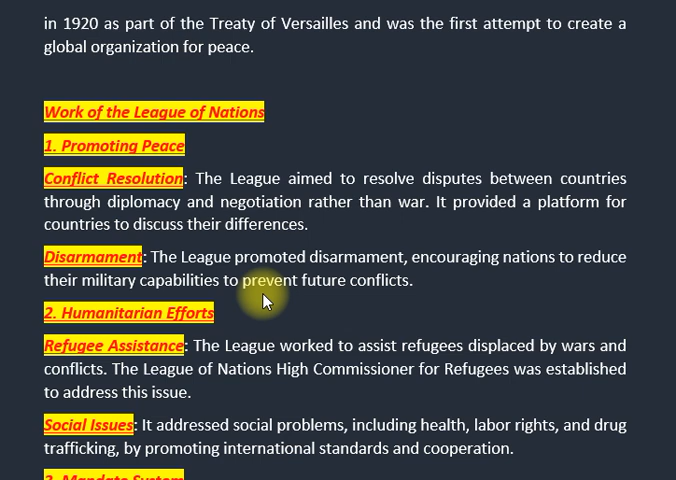 in 1920 as part of the Treaty of Versailles and was the first attempt to create a
global organization for peace.
Work of the League of Nations
1. Promoting Peace
Conflict Resolution: The League aimed to resolve disputes between countries
through diplomacy and negotiation rather than war. It provided a platform for
countries to discuss their differences.
Disarmament: The League promoted disarmament, encouraging nations to reduce
their military capabilities to prevent future conflicts.
2. Humanitarian Efforts
Refugee Assistance: The League worked to assist refugees displaced by wars and
conflicts. The League of Nations High Commissioner for Refugees was established
to address this issue.
Social Issues: It addressed social problems, including health, labor rights, and drug
trafficking, by promoting international standards and cooperation.
3. Mandate System